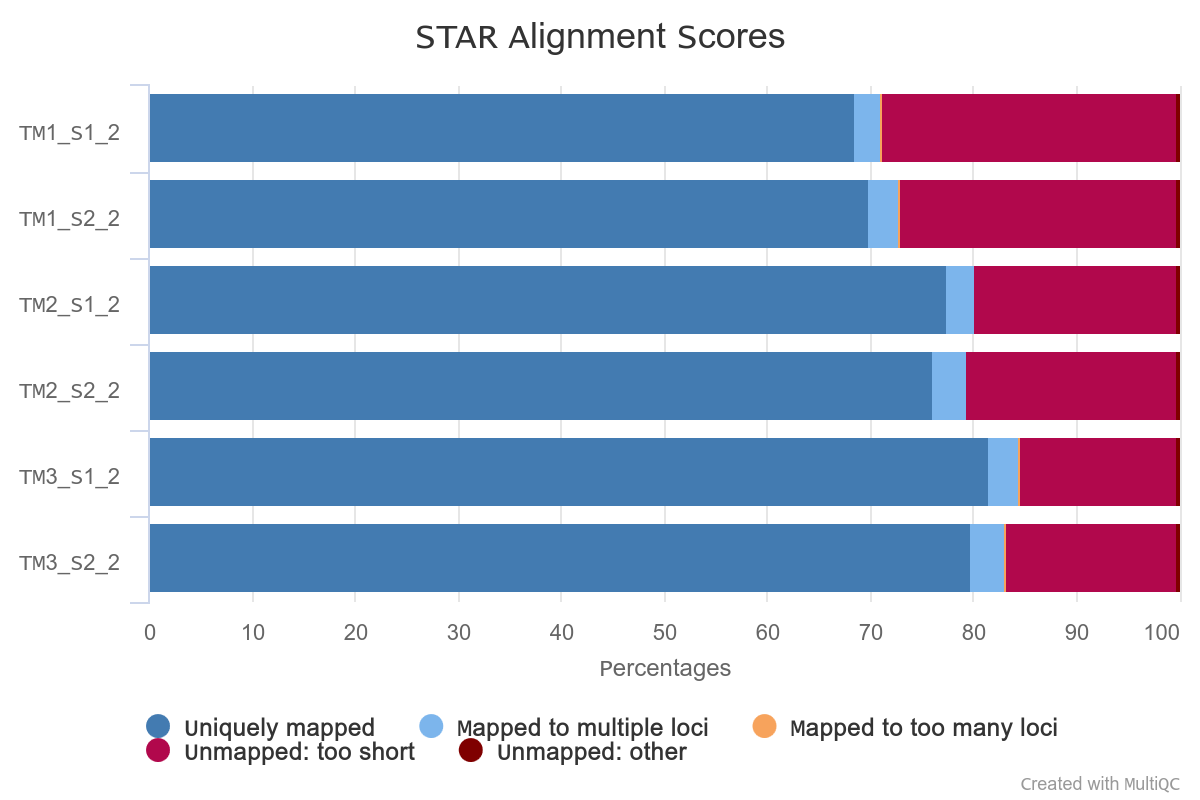 STAR Alignment Scores
TM1_S1_2
TM1_S2_2
TM2_S1_2
TM2_S2_2
TM3_S1_2
TM3_S2_2
0 10 20 30 40 50 60 70 80 90 100
Percentages
Uniquely mapped Mapped to multiple loci Mapped to too many loci
Unmapped: too short Unmapped: other
Created with MultiQC